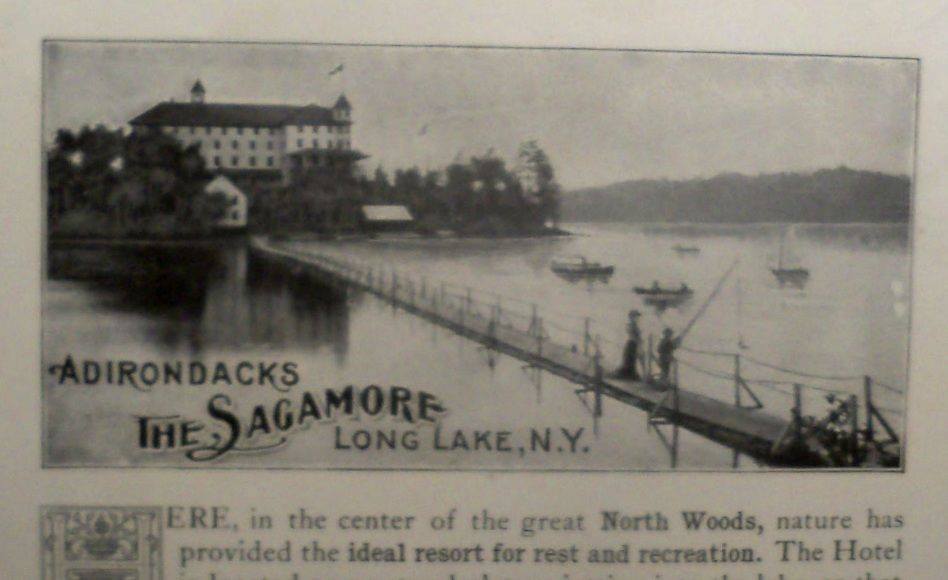 ADIRONDACKS
THE SAGAMORE
LONG LAKE, N.Y.
HERE, in the center of the great North Woods, nature has
provided the ideal resort for rest and recreation. The Hotel